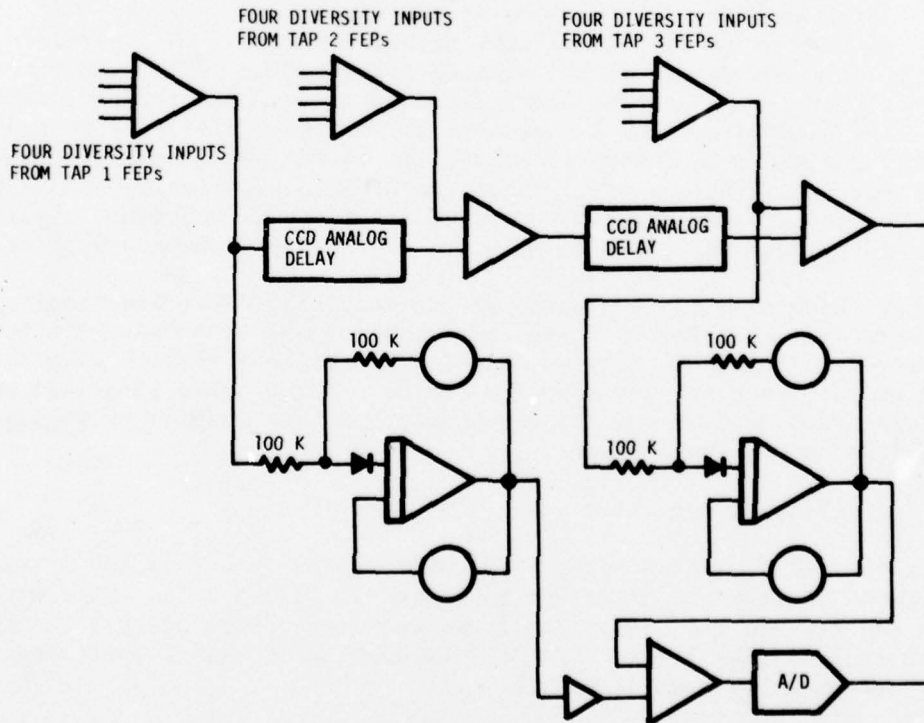 FOUR DIVERSITY INPUTS
FROM TAP 2 FEPs
FOUR DIVERSITY INPUTS
FROM TAP 3 FEPs
FOUR DIVERSITY INPUTS
FROM TAP 1 FEPs
CCD ANALOG
DELAY
CCD ANALOG
DELAY
100 K
100 K
100 K
100 K
A/D